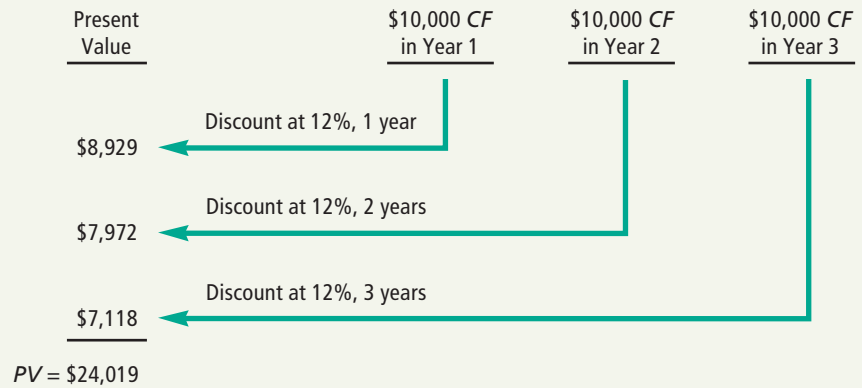 Present
Value
$10,000 CF
in Year 1
$10,000 CF
in Year 2
$10,000 CF
in Year 3
Discount at 12%, 1 year
$8,929
Discount at 12%, 2 years
$7,972
Discount at 12%, 3 years
$7,118
PV = $24,019